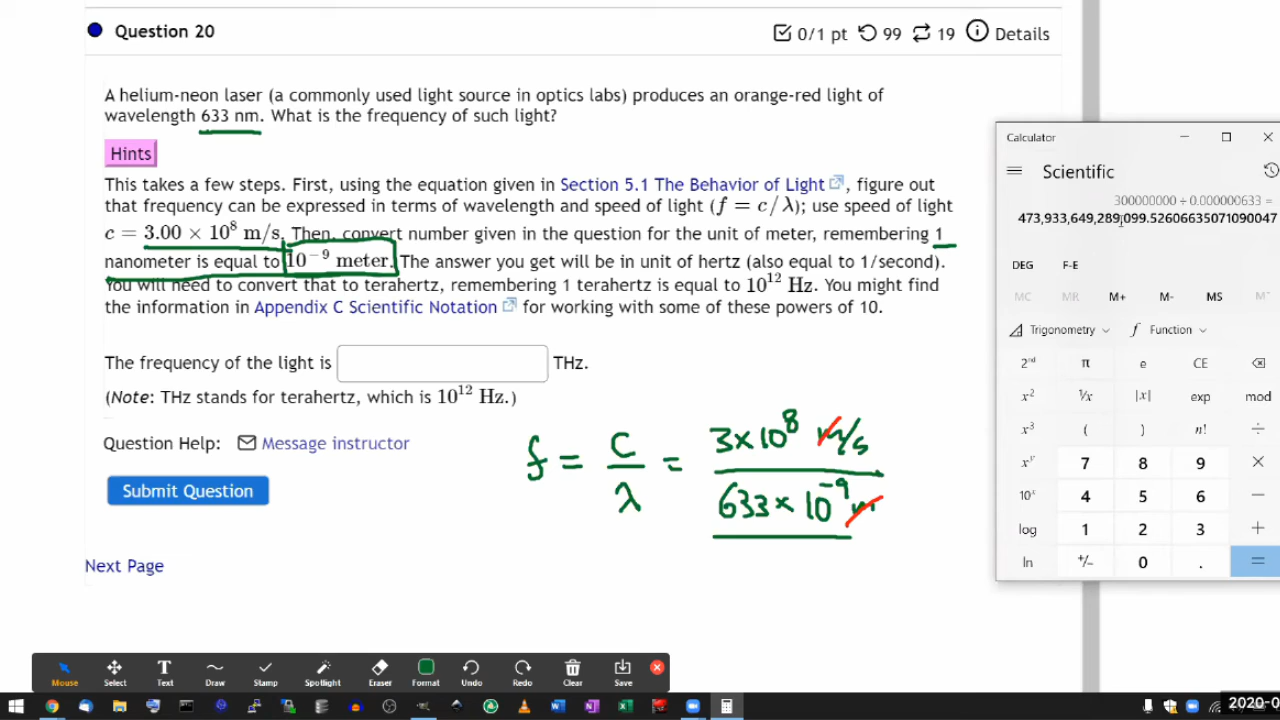 Question 20
0/1 pt 99 19 Details
A helium-neon laser (a commonly used light source in optics labs) produces an orange-red light of
wavelength 633 nm. What is the frequency of such light?
Hints
This takes a few steps. First, using the equation given in Section 5.1 The Behavior of Light, figure out
that frequency can be expressed in terms of wavelength and speed of light (f = c/λ); use speed of light
c = 3.00 × 10⁸ m/s. Then, convert number given in the question for the unit of meter, remembering 1
nanometer is equal to 10⁻⁹ meter. The answer you get will be in unit of hertz (also equal to 1/second).
You will need to convert that to terahertz, remembering 1 terahertz is equal to 10¹² Hz. You might find
the information in Appendix C Scientific Notation for working with some of these powers of 10.
The frequency of the light is THz.
(Note: THz stands for terahertz, which is 10¹² Hz.)
Question Help: Message instructor
Submit Question
Next Page
f = c/λ = 3×10⁸ m/s / 633×10⁻⁹ m
Calculator
Scientific
300000000 ÷ 0.000000633 =
473,933,649,289,099.52606635071090047
DEG F-E
MC MR M+ M- MS M˅
Trigonometry Function
2ⁿᵈ π e CE
x² ¹/x |x| exp mod
x³ ( ) n! ÷
xʸ 7 8 9 ×
10ˣ 4 5 6 −
log 1 2 3 +
ln +/- 0 . =
Mouse Select Text Draw Stamp Spotlight Eraser Format Undo Redo Clear Save
2020-0